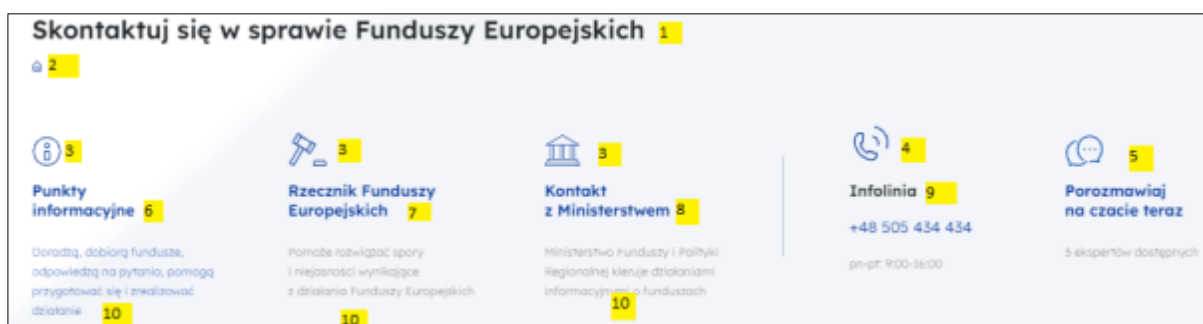 Skontaktuj się w sprawie Funduszy Europejskich 1
2
3
3
3
4
5
Punkty
informacyjne 6
Rzecznik Funduszy
Europejskich 7
Kontakt
z Ministerstwem 8
Infolinia 9
+48 505 434 434
pn-pt: 9:00-16:00
Porozmawiaj
na czacie teraz
3 ekspertów dostępnych
Doradzą, dobiorą fundusze,
odpowiedzą na pytania, pomogą
przygotować się i zrealizować
działanie 10
Pomaże rozwiązać spory
i niejasności wynikające
z działania Funduszy Europejskich
10
Ministerstwo Funduszy i Polityki
Regionalnej kieruje działaniami
informacyjnymi o funduszach
10